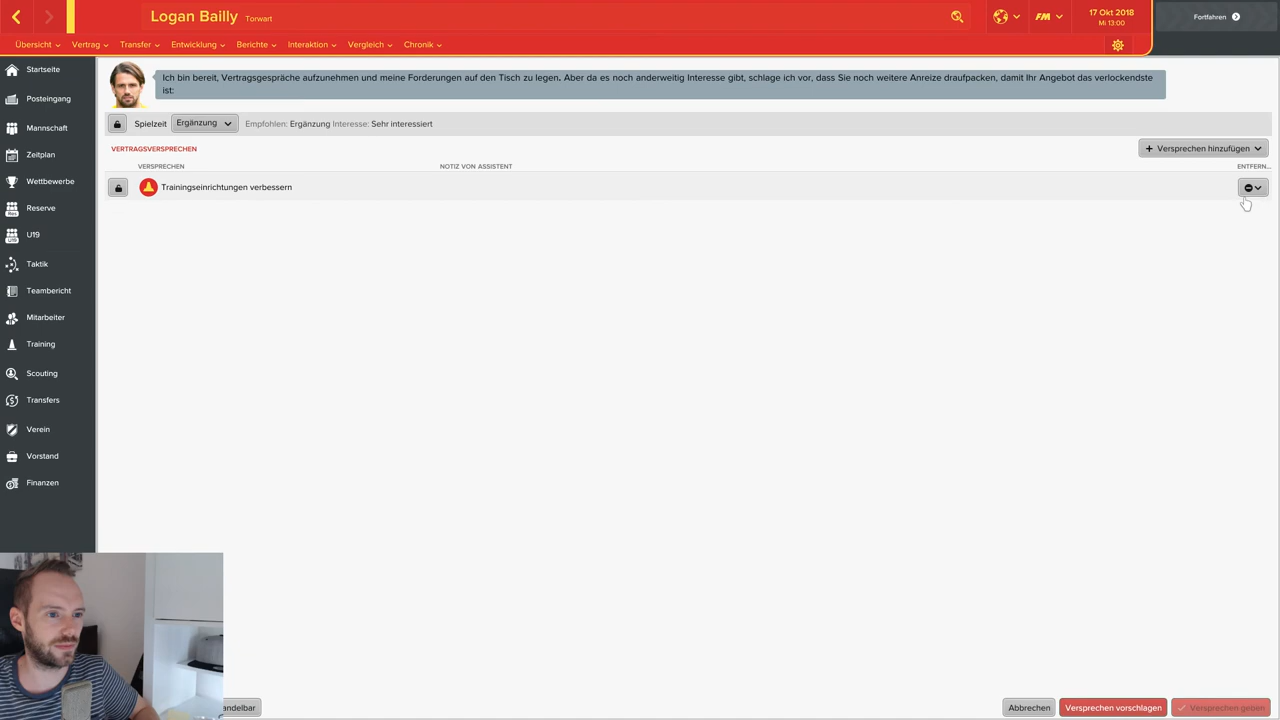 Logan Bailly Torwart
17 Okt 2018
Mi 13:00
FM
Fortfahren
Übersicht Vertrag Transfer Entwicklung Berichte Interaktion Vergleich Chronik
Startseite
Posteingang
Mannschaft
Zeitplan
Wettbewerbe
Reserve
U19
Taktik
Teambericht
Mitarbeiter
Training
Scouting
Transfers
Verein
Vorstand
Finanzen
Ich bin bereit, Vertragsgespräche aufzunehmen und meine Forderungen auf den Tisch zu legen. Aber da es noch anderweitig Interesse gibt, schlage ich vor, dass Sie noch weitere Anreize draufpacken, damit Ihr Angebot das verlockendste
ist:
Spielzeit Ergänzung Empfohlen: Ergänzung Interesse: Sehr interessiert
VERTRAGSVERSPRECHEN + Versprechen hinzufügen
VERSPRECHEN NOTIZ VON ASSISTENT ENTFERN...
Trainingseinrichtungen verbessern
andelbar Abbrechen Versprechen vorschlagen Versprechen geben